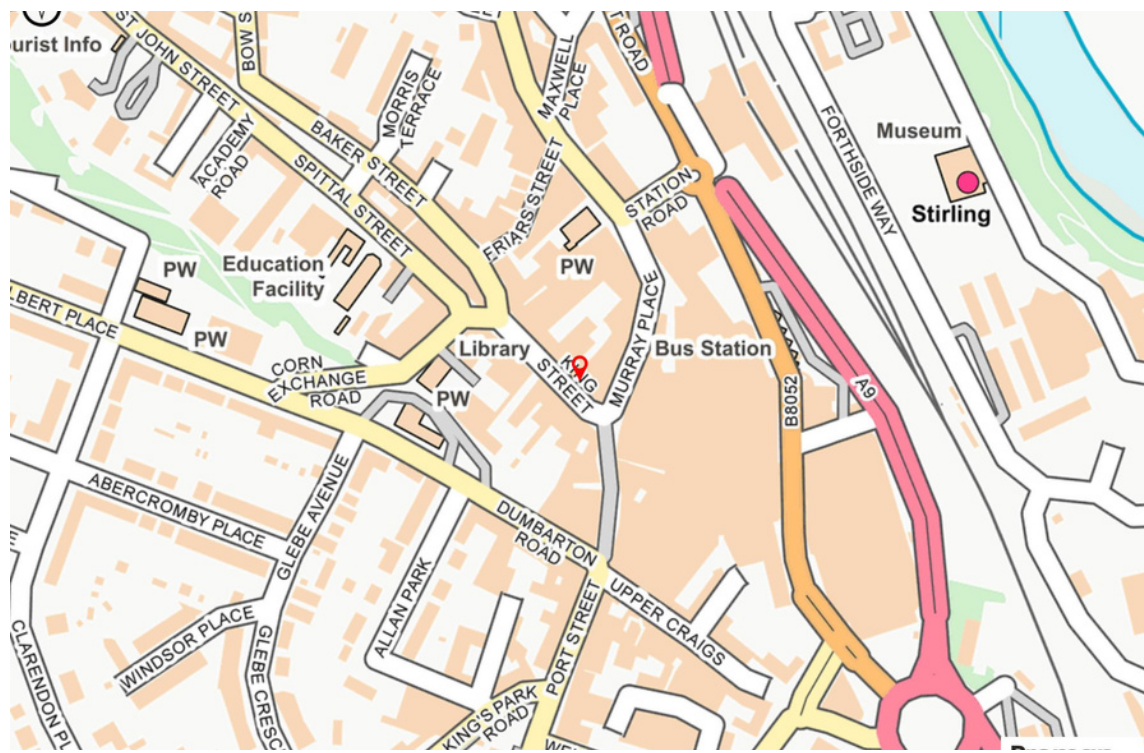 urist Info
ST JOHN STREET
BOW S
MORRIS
TERRACE
MAXWELL
PLACE
T ROAD
FORTHSIDE WAY
Museum
Stirling
ACADEMY
ROAD
BAKER STREET
SPITTAL STREET
FRIARS STREET
STATION
ROAD
PW
Education
Facility
PW
PW
LBERT PLACE
CORN
EXCHANGE
ROAD
Library
KING
STREET
MURRAY PLACE
Bus Station
B8052
A9
PW
ABERCROMBY PLACE
GLEBE AVENUE
DUMBARTON
ROAD
UPPER CRAIGS
ALLAN PARK
PORT STREET
WINDSOR PLACE
GLEBE CRESC
CLARENDON PL
KING'S PARK
ROAD
WE